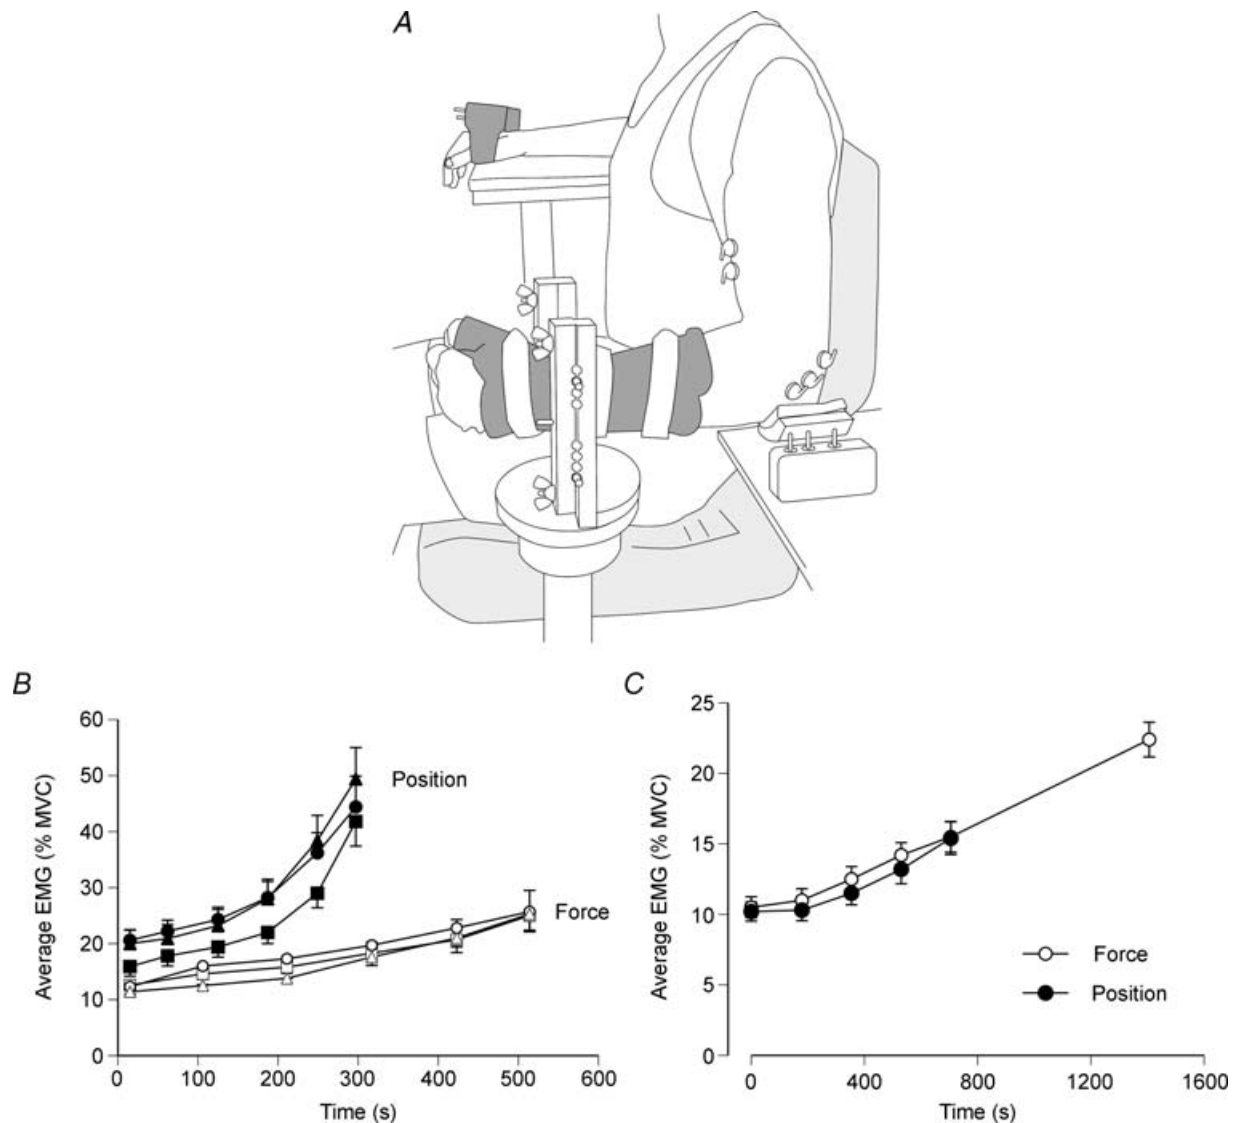 A
B
Average EMG (% MVC)
60
50
40
30
20
10
0
0 100 200 300 400 500 600
Time (s)
Position
Force
C
Average EMG (% MVC)
25
20
15
10
5
0
0 400 800 1200 1600
Time (s)
Force
Position